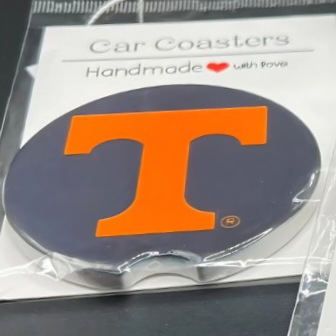 Car Coasters
Handmade ❤ with love
T
®